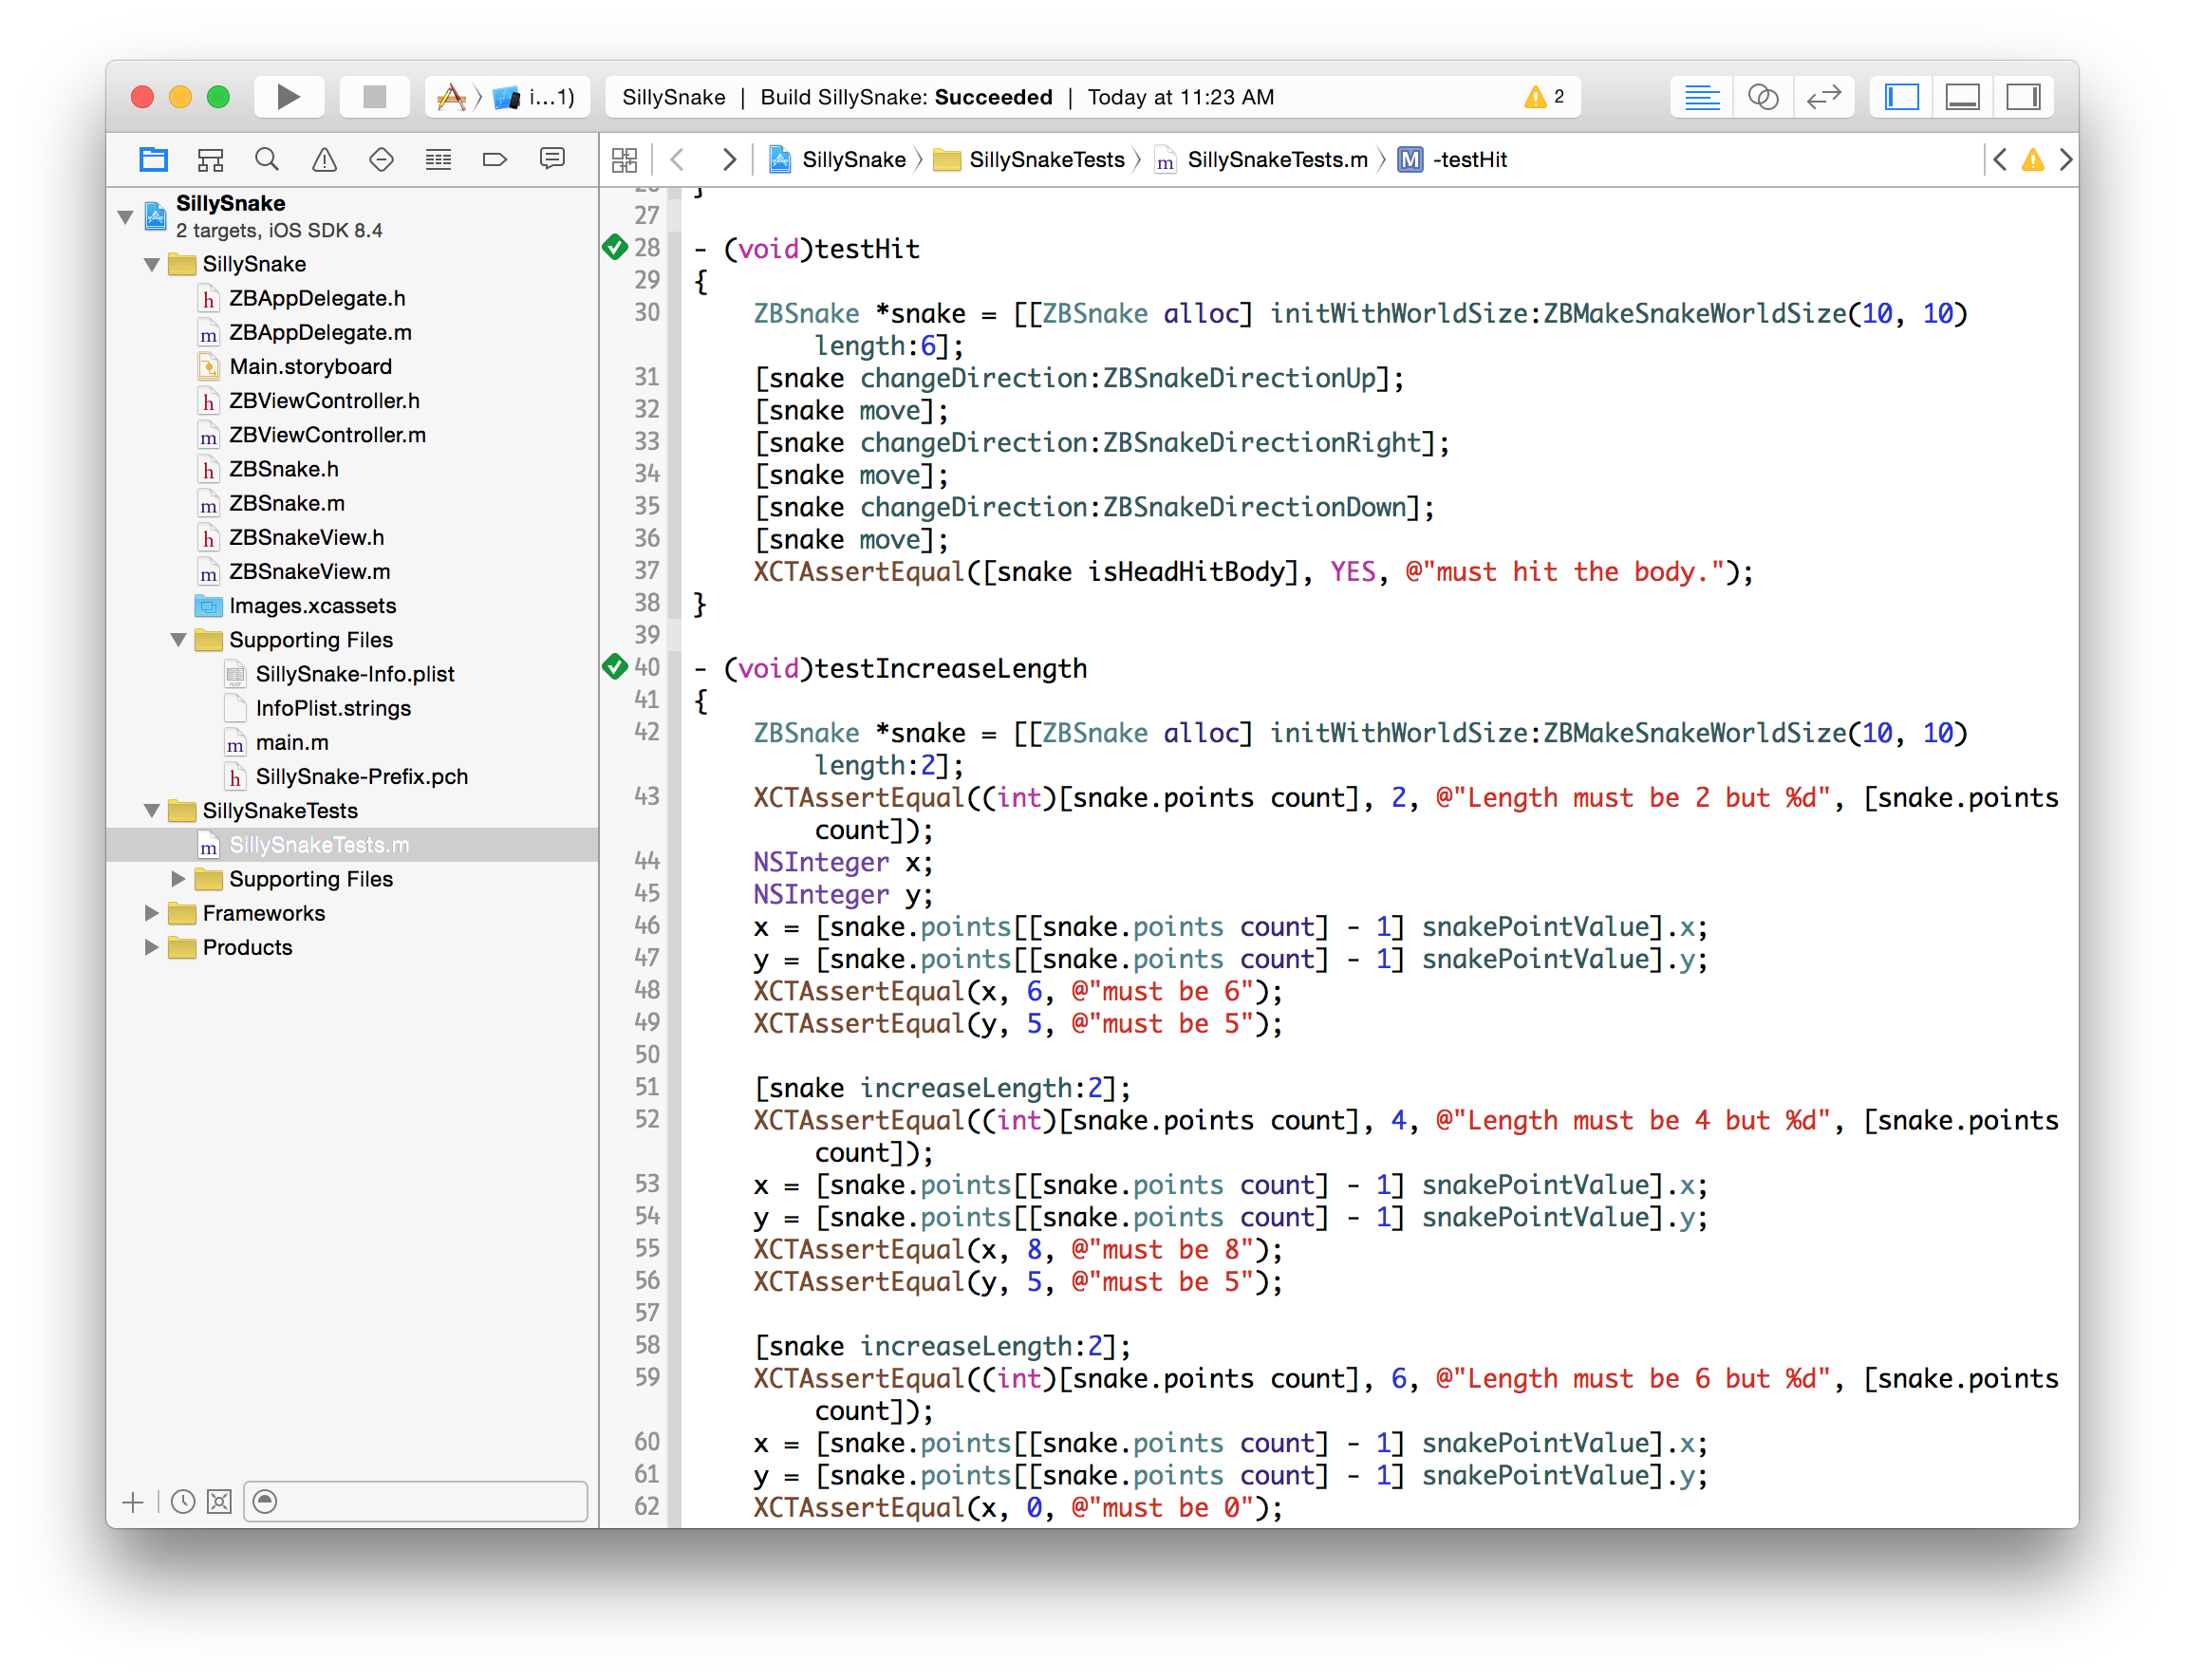 i...1)
SillySnake | Build SillySnake: Succeeded | Today at 11:23 AM
2
SillySnake
SillySnakeTests
m SillySnakeTests.m
M -testHit
SillySnake
2 targets, iOS SDK 8.4
SillySnake
h ZBAppDelegate.h
m ZBAppDelegate.m
Main.storyboard
h ZBViewController.h
m ZBViewController.m
h ZBSnake.h
m ZBSnake.m
h ZBSnakeView.h
m ZBSnakeView.m
Images.xcassets
Supporting Files
SillySnake-Info.plist
InfoPlist.strings
m main.m
h SillySnake-Prefix.pch
SillySnakeTests
m SillySnakeTests.m
Supporting Files
Frameworks
Products
27
28 - (void)testHit
29 {
30 ZBSnake *snake = [[ZBSnake alloc] initWithWorldSize:ZBMakeSnakeWorldSize(10, 10)
length:6];
31 [snake changeDirection:ZBSnakeDirectionUp];
32 [snake move];
33 [snake changeDirection:ZBSnakeDirectionRight];
34 [snake move];
35 [snake changeDirection:ZBSnakeDirectionDown];
36 [snake move];
37 XCTAssertEqual([snake isHeadHitBody], YES, @"must hit the body.");
38 }
39
40 - (void)testIncreaseLength
41 {
42 ZBSnake *snake = [[ZBSnake alloc] initWithWorldSize:ZBMakeSnakeWorldSize(10, 10)
length:2];
43 XCTAssertEqual((int)[snake.points count], 2, @"Length must be 2 but %d", [snake.points
count]);
44 NSInteger x;
45 NSInteger y;
46 x = [snake.points[[snake.points count] - 1] snakePointValue].x;
47 y = [snake.points[[snake.points count] - 1] snakePointValue].y;
48 XCTAssertEqual(x, 6, @"must be 6");
49 XCTAssertEqual(y, 5, @"must be 5");
50
51 [snake increaseLength:2];
52 XCTAssertEqual((int)[snake.points count], 4, @"Length must be 4 but %d", [snake.points
count]);
53 x = [snake.points[[snake.points count] - 1] snakePointValue].x;
54 y = [snake.points[[snake.points count] - 1] snakePointValue].y;
55 XCTAssertEqual(x, 8, @"must be 8");
56 XCTAssertEqual(y, 5, @"must be 5");
57
58 [snake increaseLength:2];
59 XCTAssertEqual((int)[snake.points count], 6, @"Length must be 6 but %d", [snake.points
count]);
60 x = [snake.points[[snake.points count] - 1] snakePointValue].x;
61 y = [snake.points[[snake.points count] - 1] snakePointValue].y;
62 XCTAssertEqual(x, 0, @"must be 0");